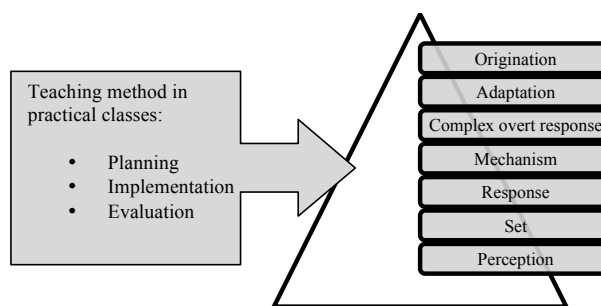 Teaching method in
practical classes:
• Planning
• Implementation
• Evaluation
Origination
Adaptation
Complex overt response
Mechanism
Response
Set
Perception